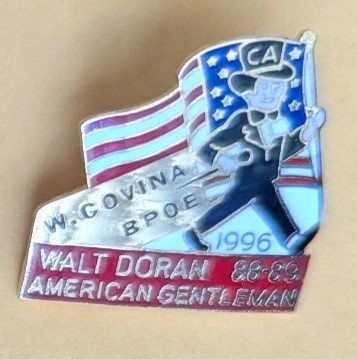 CA
W. COVINA
BPOE
1996
WALT DORAN 88-89
AMERICAN GENTLEMAN